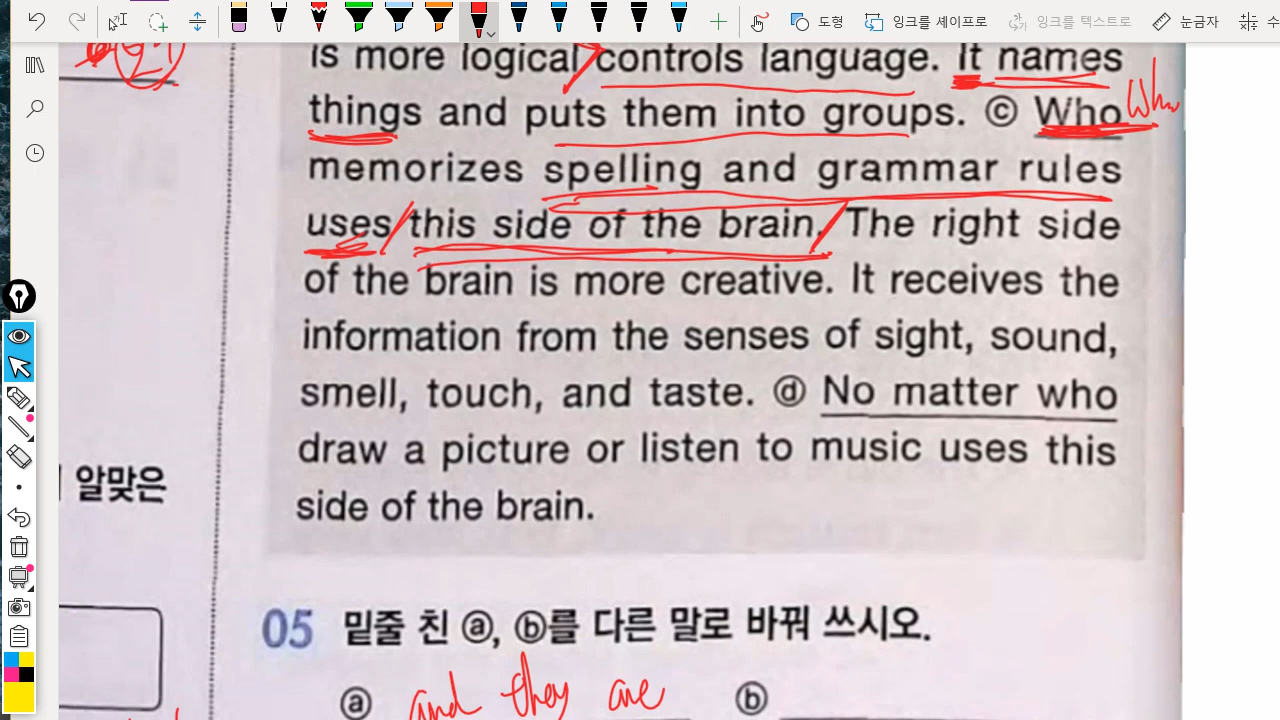 도형
잉크를 셰이프로
잉크를 텍스트로
눈금자
수
is more logical controls language. It names
things and puts them into groups. ⓒ Who
memorizes spelling and grammar rules
uses this side of the brain. The right side
of the brain is more creative. It receives the
information from the senses of sight, sound,
smell, touch, and taste. ⓓ No matter who
draw a picture or listen to music uses this
side of the brain.
알맞은
05 밑줄 친 ⓐ, ⓑ를 다른 말로 바꿔 쓰시오.
ⓐ and they are ⓑ